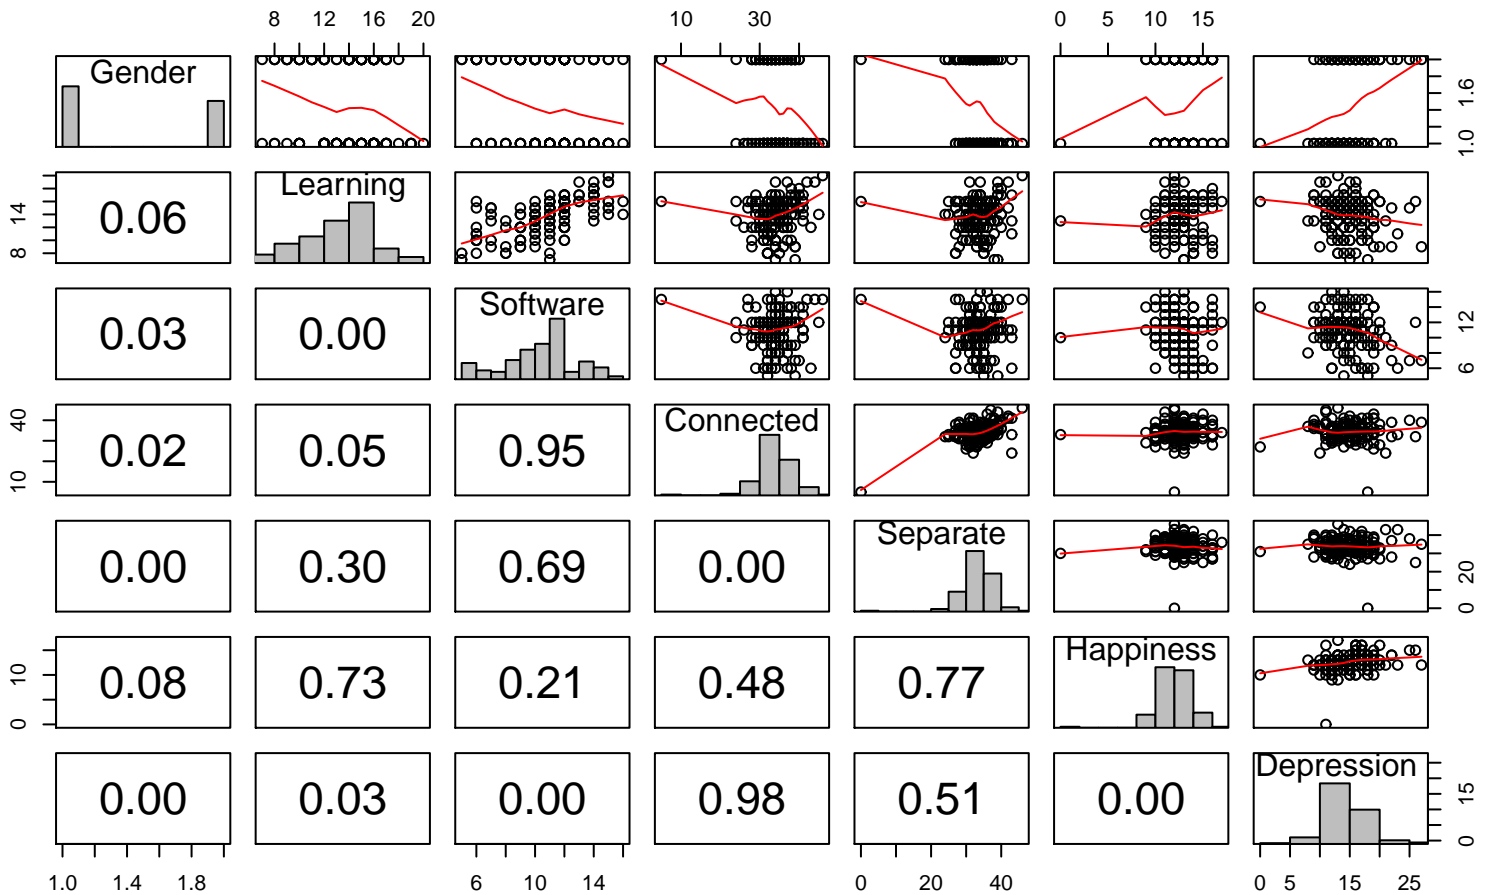 8 12 16 20 10 30 0 5 10 15
Gender 1.0 1.6
8 14 0.06 Learning
0.03 0.00 Software 6 12
10 40 0.02 0.05 0.95 Connected
0.00 0.30 0.69 0.00 Separate 0 20
0 10 0.08 0.73 0.21 0.48 0.77 Happiness
0.00 0.03 0.00 0.98 0.51 0.00 Depression 0 15
1.0 1.4 1.8 6 10 14 0 20 40 0 5 15 25